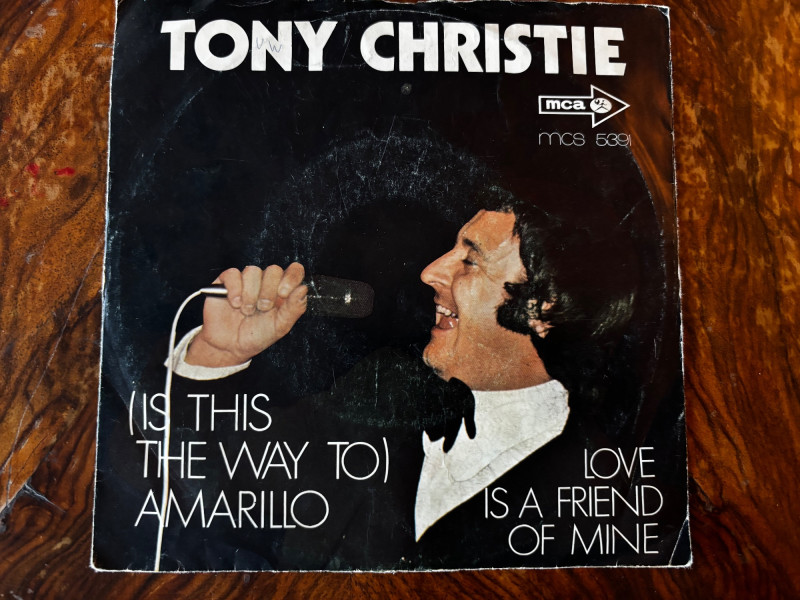 TONY CHRISTIE
mca
MCS 5391
(IS THIS
THE WAY TO)
AMARILLO
LOVE
IS A FRIEND
OF MINE